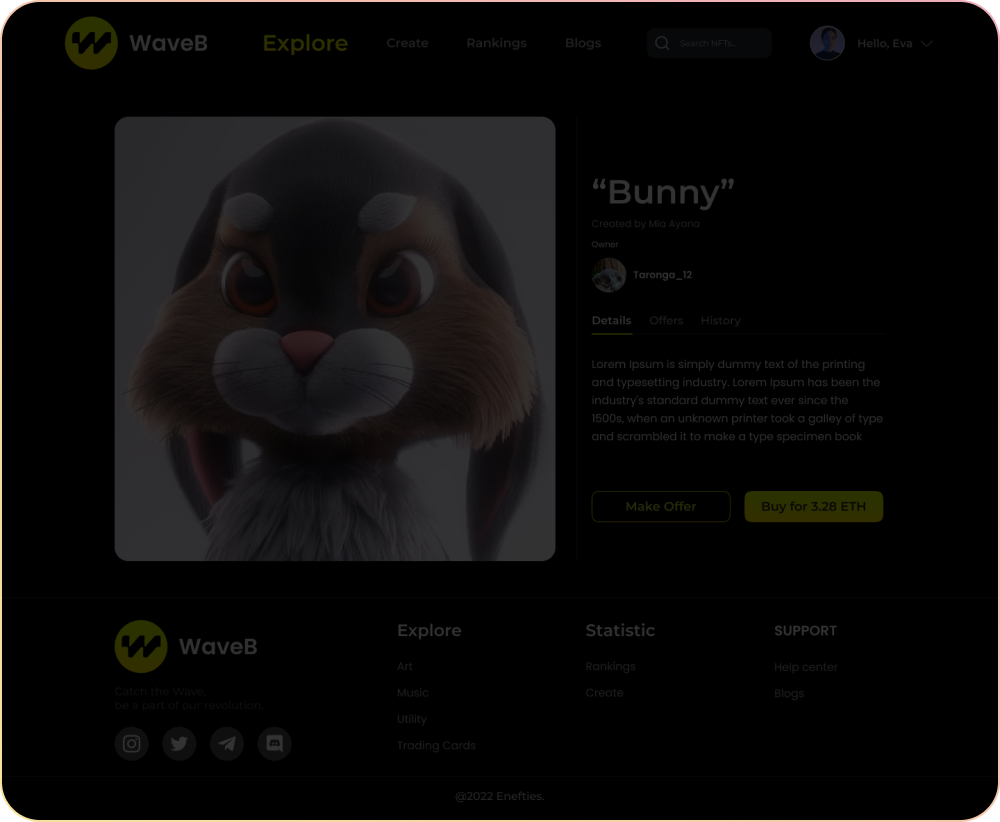 WaveB
Explore
Create
Rankings
Blogs
Search NFTs..
Hello, Eva
“Bunny”
Created by Mia Ayana
Owner
Taronga_12
Details
Offers
History
Lorem Ipsum is simply dummy text of the printing
and typesetting industry. Lorem Ipsum has been the
industry's standard dummy text ever since the
1500s, when an unknown printer took a galley of type
and scrambled it to make a type specimen book
Make Offer
Buy for 3.28 ETH
WaveB
Catch the Wave,
be a part of our revolution.
Explore
Art
Music
Utility
Trading Cards
Statistic
Rankings
Create
SUPPORT
Help center
Blogs
@2022 Enefties.